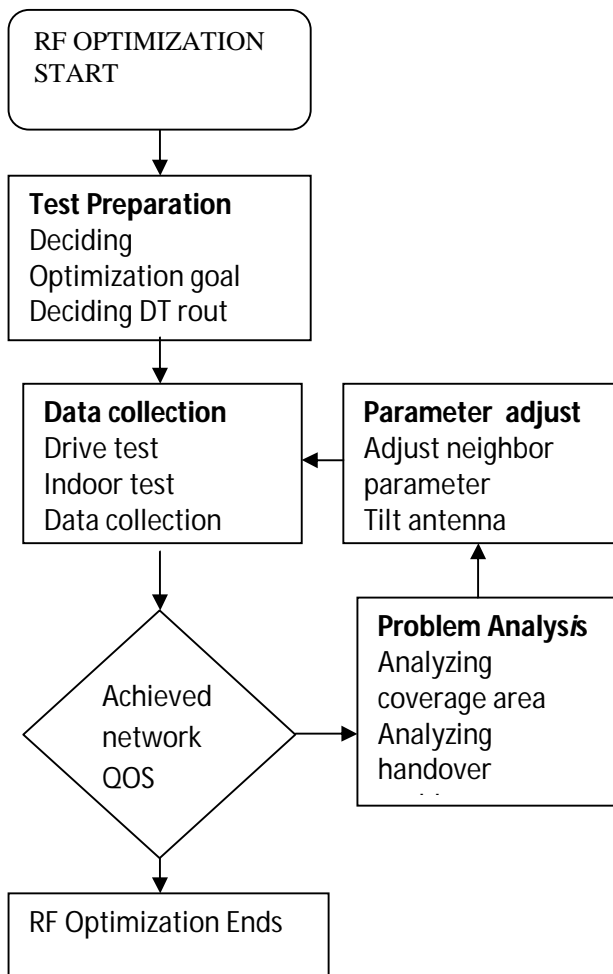 RF OPTIMIZATION
START
Test Preparation
Deciding
Optimization goal
Deciding DT rout
Data collection
Drive test
Indoor test
Data collection
Parameter adjust
Adjust neighbor
parameter
Tilt antenna
Problem Analysis
Analyzing
coverage area
Analyzing
handover
Achieved
network
QOS
RF Optimization Ends